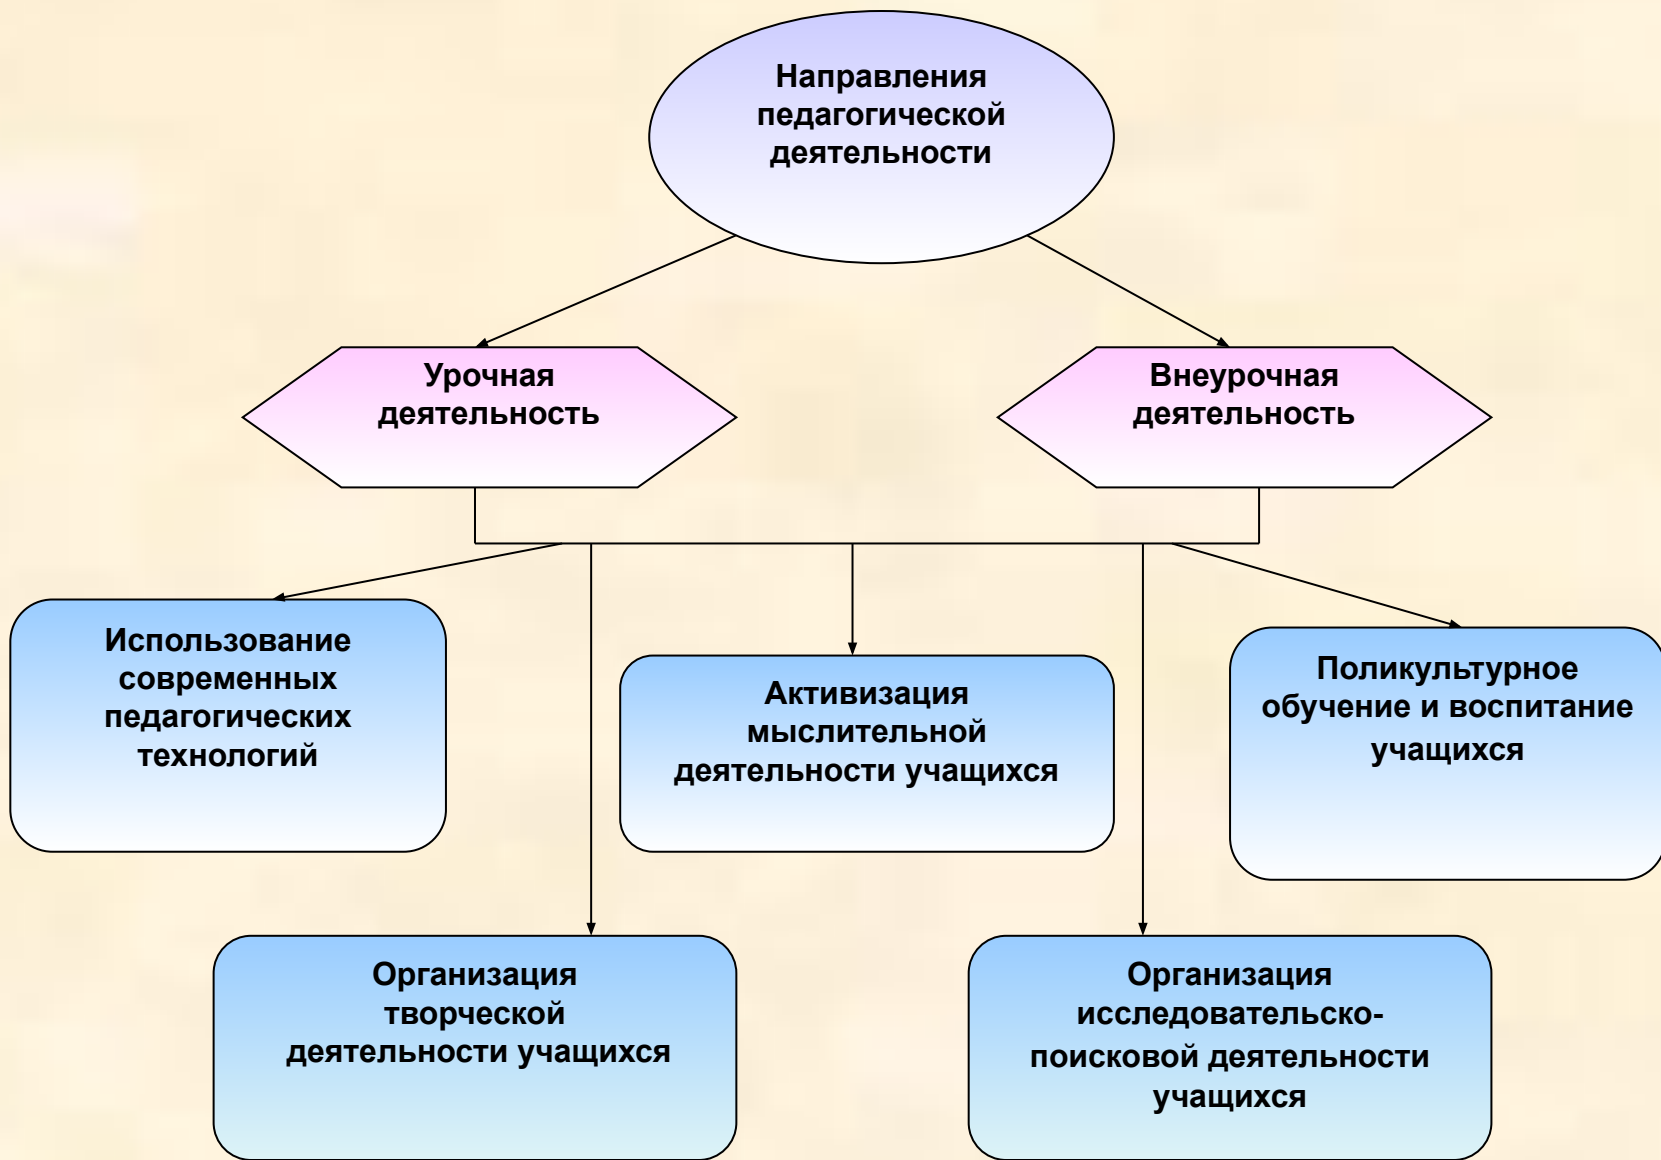 Направления
педагогической
деятельности
Урочная
деятельность
Внеурочная
деятельность
Использование
современных
педагогических
технологий
Активизация
мыслительной
деятельности учащихся
Поликультурное
обучение и воспитание
учащихся
Организация
творческой
деятельности учащихся
Организация
исследовательско-
поисковой деятельности
учащихся